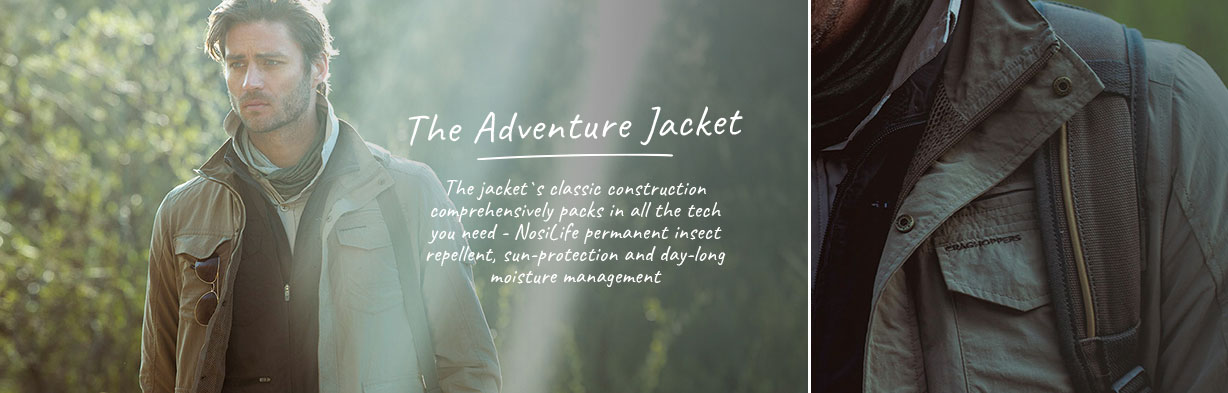 The Adventure Jacket
The jacket`s classic construction
comprehensively packs in all the tech
you need - NosiLife permanent insect
repellent, sun-protection and day-long
moisture management
CRAGHOPPERS